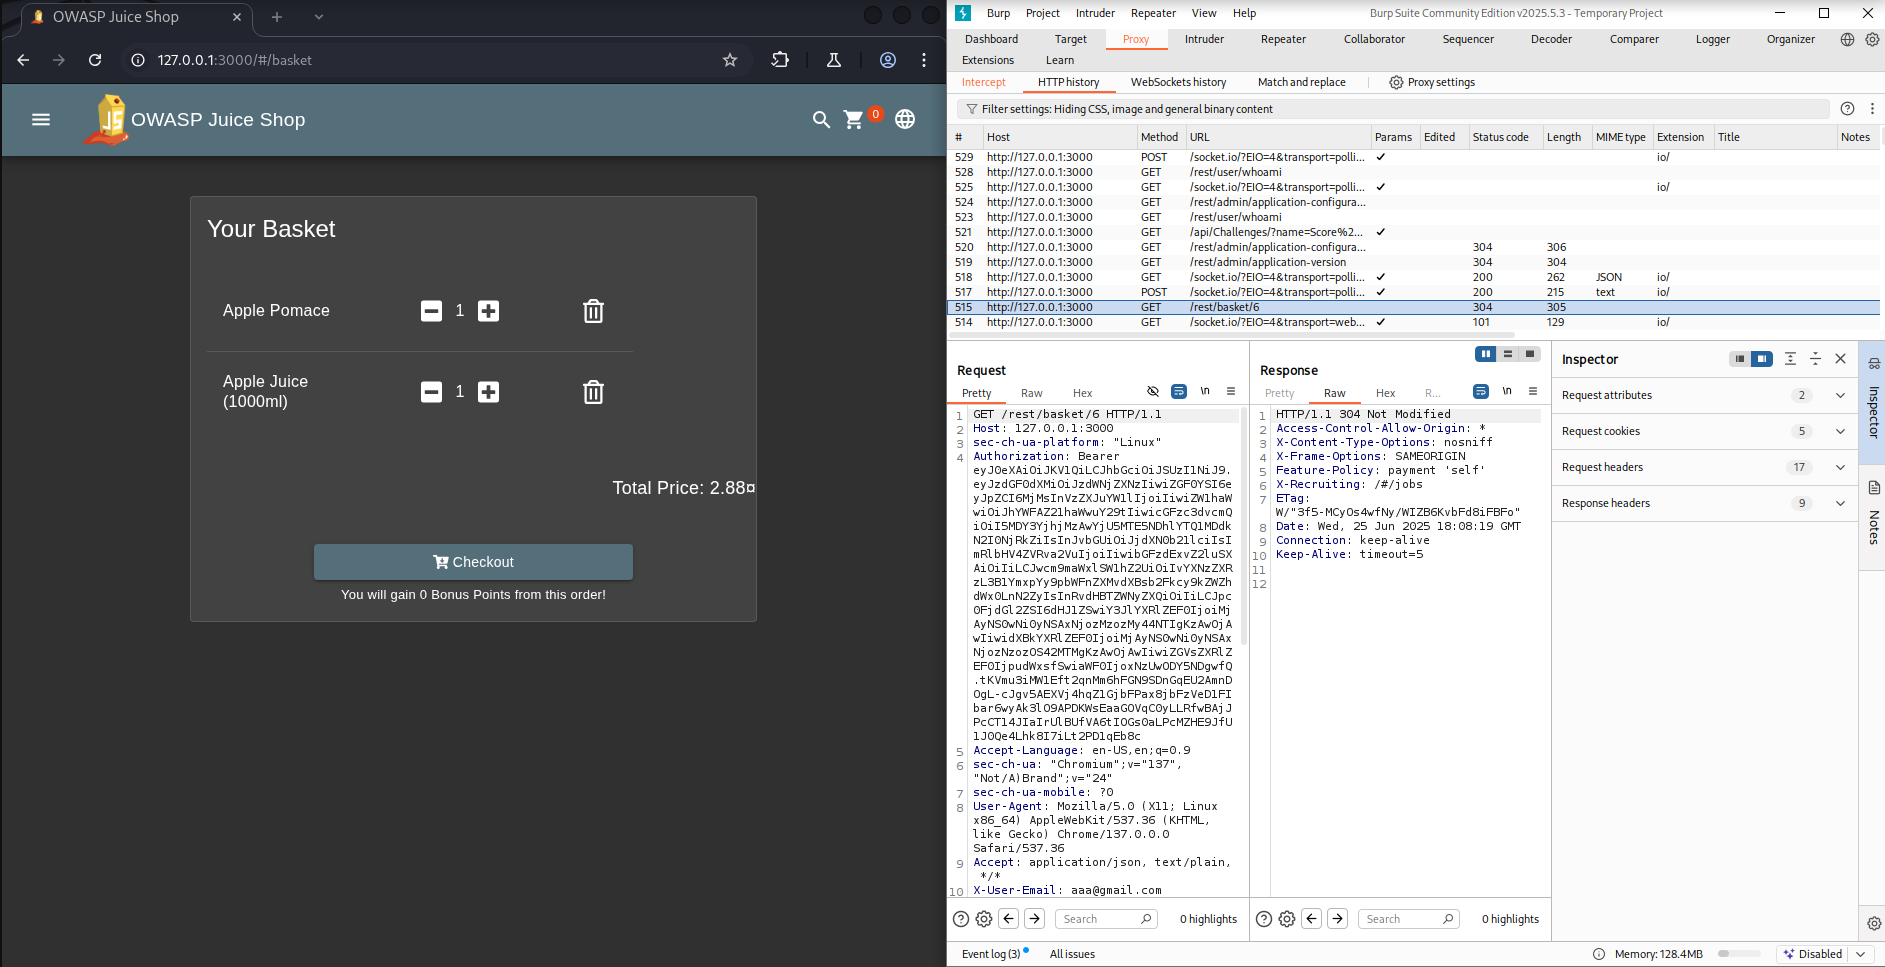 OWASP Juice Shop
127.0.0.1:3000/#/basket
OWASP Juice Shop
0
Your Basket
Apple Pomace
1
Apple Juice
(1000ml)
1
Total Price: 2.88¤
Checkout
You will gain 0 Bonus Points from this order!
Burp Project Intruder Repeater View Help
Burp Suite Community Edition v2025.5.3 - Temporary Project
Dashboard Target Proxy Intruder Repeater Collaborator Sequencer Decoder Comparer Logger Organizer
Extensions Learn
Intercept HTTP history WebSockets history Match and replace Proxy settings
Filter settings: Hiding CSS, image and general binary content
# Host Method URL Params Edited Status code Length MIME type Extension Title Notes
529 http://127.0.0.1:3000 POST /socket.io/?EIO=4&transport=polli... ✓ io/
528 http://127.0.0.1:3000 GET /rest/user/whoami
525 http://127.0.0.1:3000 GET /socket.io/?EIO=4&transport=polli... ✓ io/
524 http://127.0.0.1:3000 GET /rest/admin/application-configura...
523 http://127.0.0.1:3000 GET /rest/user/whoami
521 http://127.0.0.1:3000 GET /api/Challenges/?name=Score%2... ✓
520 http://127.0.0.1:3000 GET /rest/admin/application-configura... 304 306
519 http://127.0.0.1:3000 GET /rest/admin/application-version 304 304
518 http://127.0.0.1:3000 GET /socket.io/?EIO=4&transport=polli... ✓ 200 262 JSON io/
517 http://127.0.0.1:3000 POST /socket.io/?EIO=4&transport=polli... ✓ 200 215 text io/
515 http://127.0.0.1:3000 GET /rest/basket/6 304 305
514 http://127.0.0.1:3000 GET /socket.io/?EIO=4&transport=web... ✓ 101 129 io/
Request
Pretty Raw Hex \n
1 GET /rest/basket/6 HTTP/1.1
2 Host: 127.0.0.1:3000
3 sec-ch-ua-platform: "Linux"
4 Authorization: Bearer
5 Accept-Language: en-US,en;q=0.9
6 sec-ch-ua: "Chromium";v="137",
"Not/A)Brand";v="24"
7 sec-ch-ua-mobile: ?0
8 User-Agent: Mozilla/5.0 (X11; Linux
x86_64) AppleWebKit/537.36 (KHTML,
like Gecko) Chrome/137.0.0.0
Safari/537.36
9 Accept: application/json, text/plain,
*/*
10 X-User-Email: aaa@gmail.com
Search
0 highlights
Response
Pretty Raw Hex R... \n
1 HTTP/1.1 304 Not Modified
2 Access-Control-Allow-Origin: *
3 X-Content-Type-Options: nosniff
4 X-Frame-Options: SAMEORIGIN
5 Feature-Policy: payment 'self'
6 X-Recruiting: /#/jobs
7 ETag:
W/"3f5-MCyOs4wfNy/WIZB6KvbFd8iFBFo"
8 Date: Wed, 25 Jun 2025 18:08:19 GMT
9 Connection: keep-alive
10 Keep-Alive: timeout=5
11
12
Search
0 highlights
Inspector
Request attributes 2
Request cookies 5
Request headers 17
Response headers 9
Inspector
Notes
Event log (3) All issues
Memory: 128.4MB
Disabled